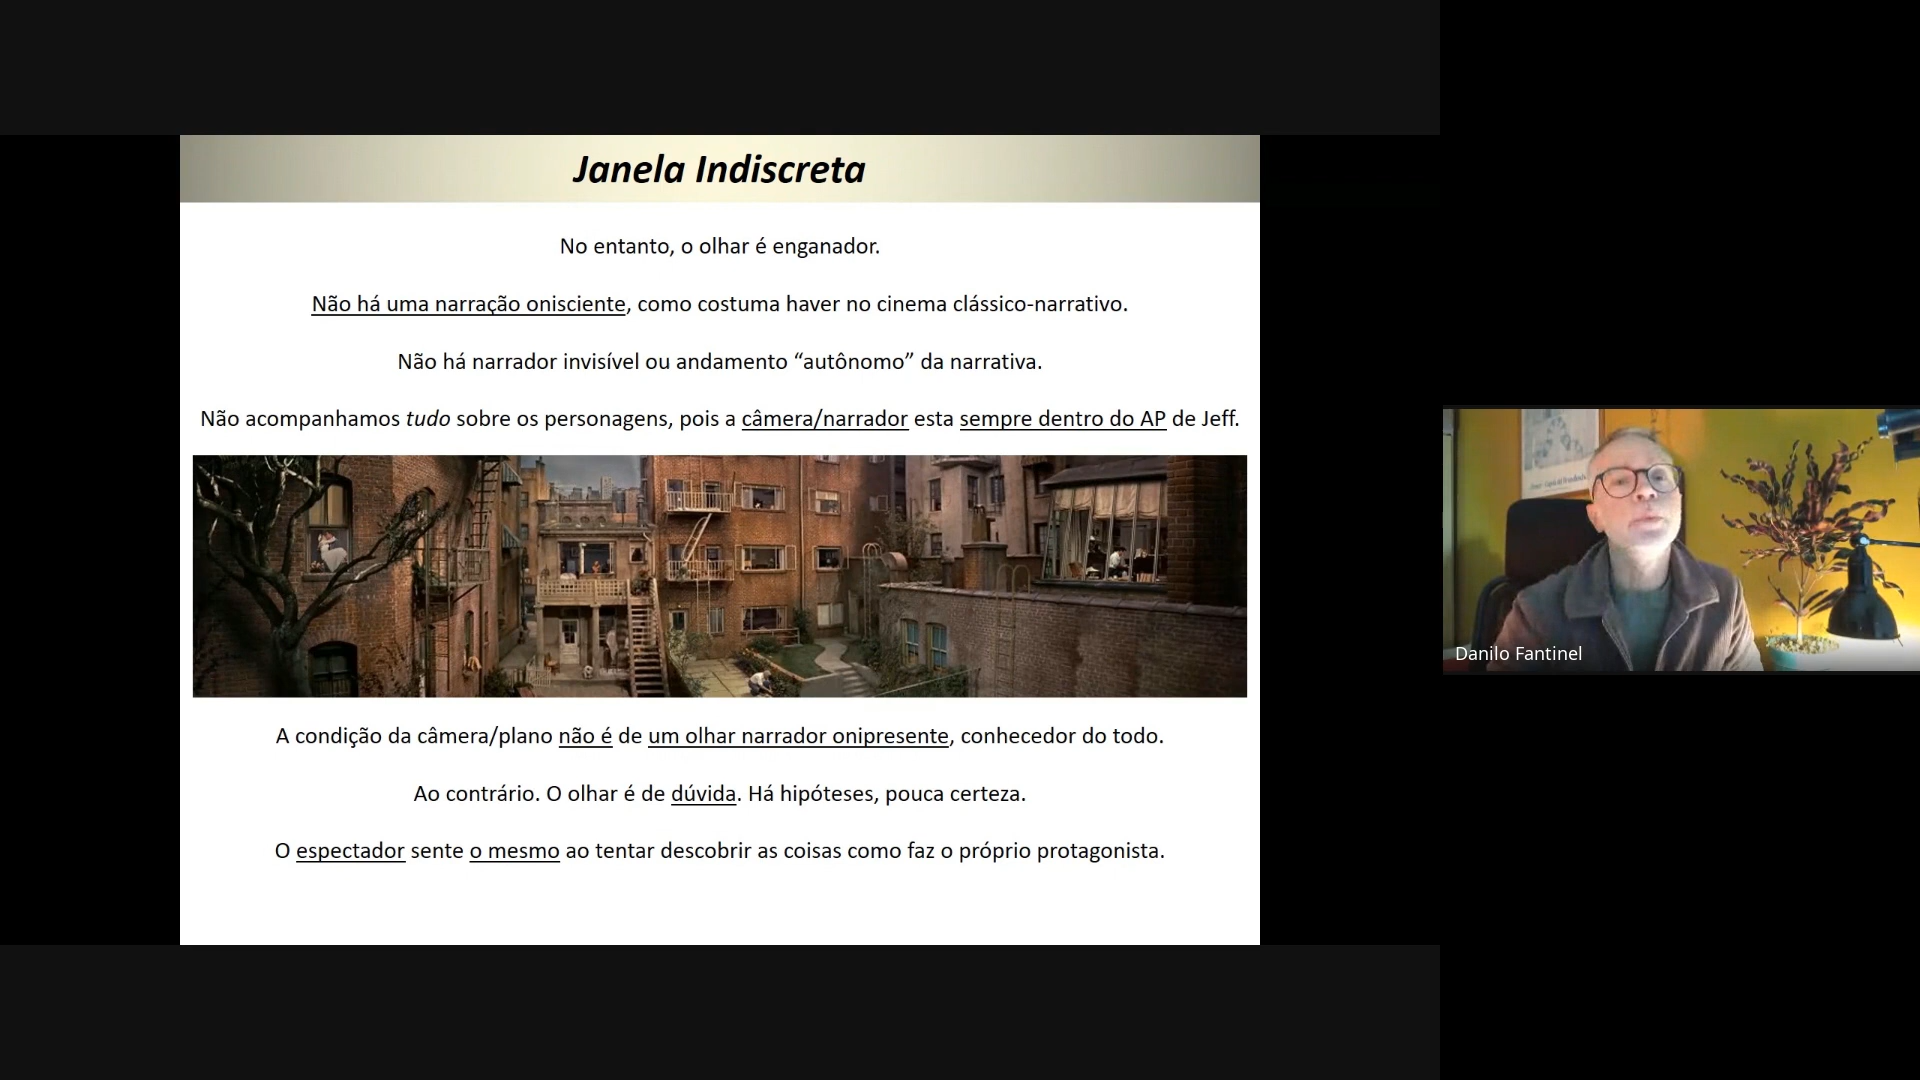 Janela Indiscreta
No entanto, o olhar é enganador.
Não há uma narração onisciente, como costuma haver no cinema clássico-narrativo.
Não há narrador invisível ou andamento “autônomo” da narrativa.
Não acompanhamos tudo sobre os personagens, pois a câmera/narrador esta sempre dentro do AP de Jeff.
A condição da câmera/plano não é de um olhar narrador onipresente, conhecedor do todo.
Ao contrário. O olhar é de dúvida. Há hipóteses, pouca certeza.
O espectador sente o mesmo ao tentar descobrir as coisas como faz o próprio protagonista.
Danilo Fantinel